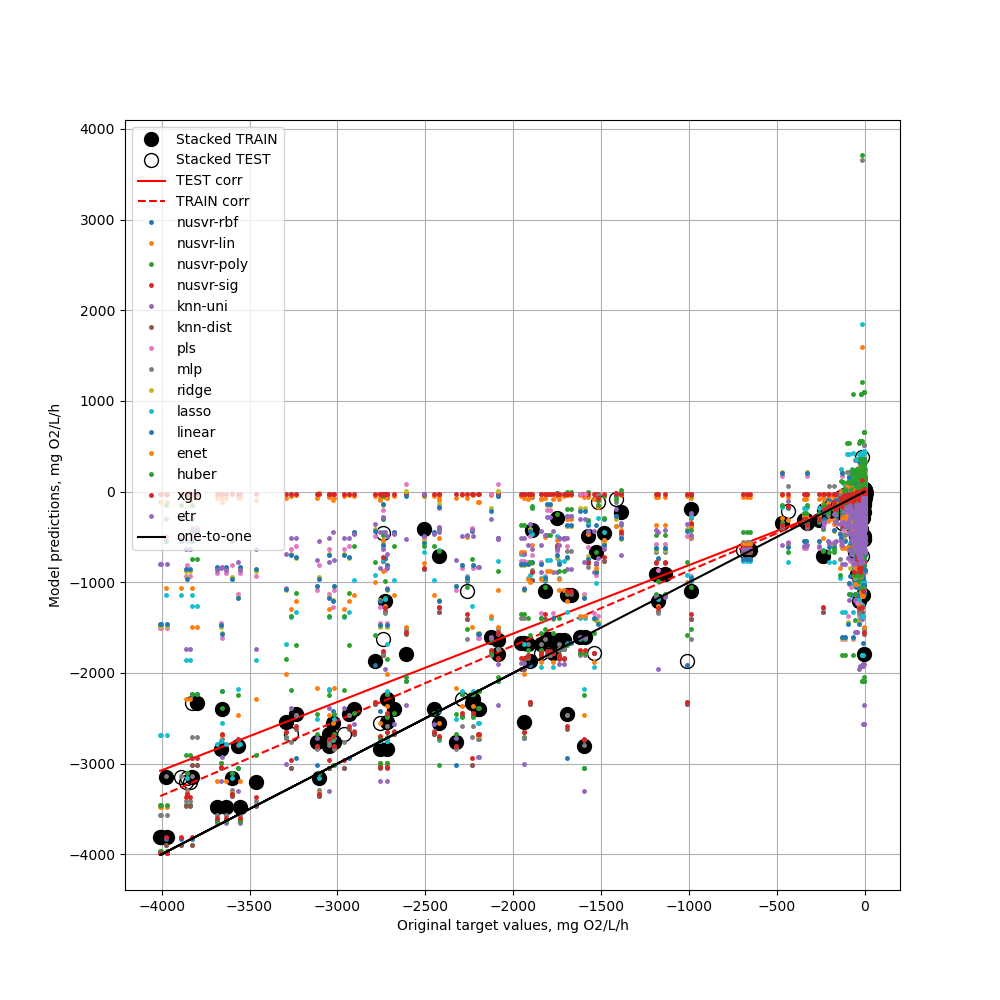 4000
3000
2000
1000
0
−1000
−2000
−3000
−4000
Model predictions, mg O2/L/h
Stacked TRAIN
Stacked TEST
TEST corr
TRAIN corr
nusvr-rbf
nusvr-lin
nusvr-poly
nusvr-sig
knn-uni
knn-dist
pls
mlp
ridge
lasso
linear
enet
huber
xgb
etr
one-to-one
−4000 −3500 −3000 −2500 −2000 −1500 −1000 −500 0
Original target values, mg O2/L/h